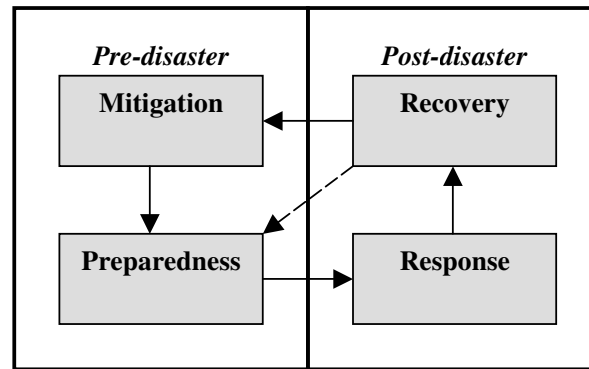 Pre-disaster
Mitigation
Preparedness
Post-disaster
Recovery
Response